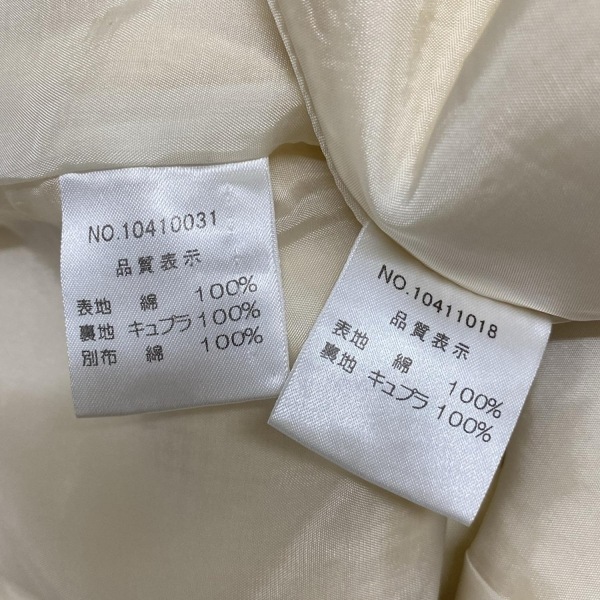 NO.10410031
品質表示
表地 綿 100%
裏地 キュプラ 100%
別布 綿 100%
NO.10411018
品質表示
表地 綿 100%
裏地 キュプラ 100%